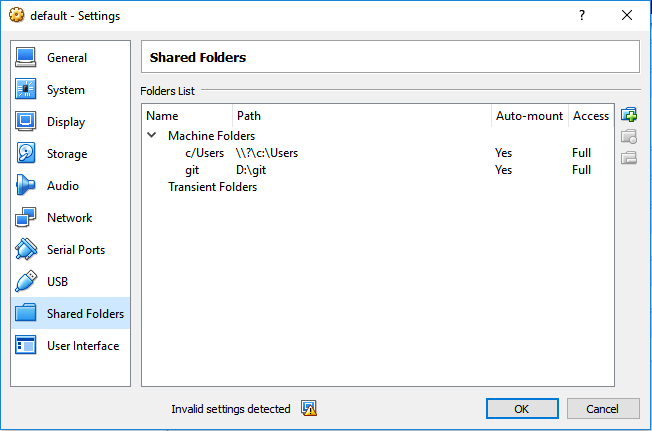 default - Settings
?
General
System
Display
Storage
Audio
Network
Serial Ports
USB
Shared Folders
User Interface
Shared Folders
Folders List
Name Path Auto-mount Access
Machine Folders
c/Users \\?\c:\Users Yes Full
git D:\git Yes Full
Transient Folders
Invalid settings detected
OK Cancel